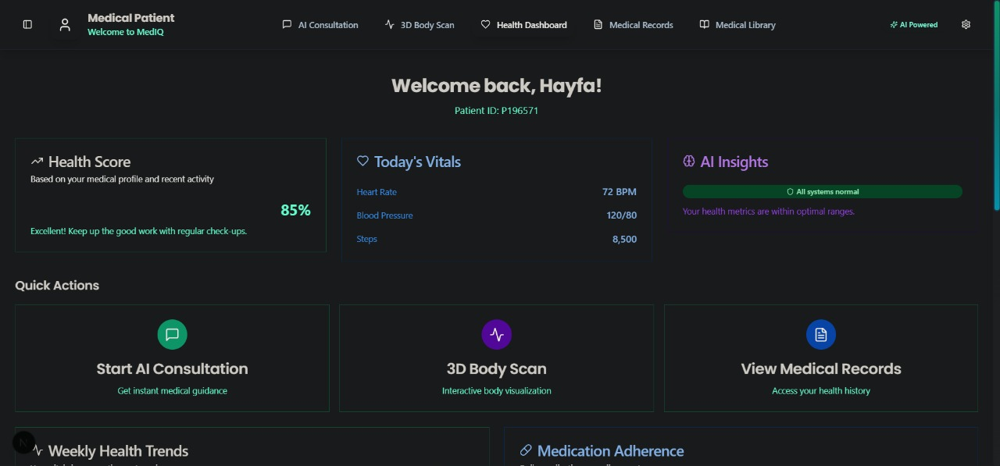 Medical Patient
Welcome to MedIQ
AI Consultation
3D Body Scan
Health Dashboard
Medical Records
Medical Library
AI Powered
Welcome back, Hayfa!
Patient ID: P196571
Health Score
Based on your medical profile and recent activity
85%
Excellent! Keep up the good work with regular check-ups.
Today's Vitals
Heart Rate 72 BPM
Blood Pressure 120/80
Steps 8,500
AI Insights
All systems normal
Your health metrics are within optimal ranges.
Quick Actions
Start AI Consultation
Get instant medical guidance
3D Body Scan
Interactive body visualization
View Medical Records
Access your health history
N
Weekly Health Trends
Medication Adherence